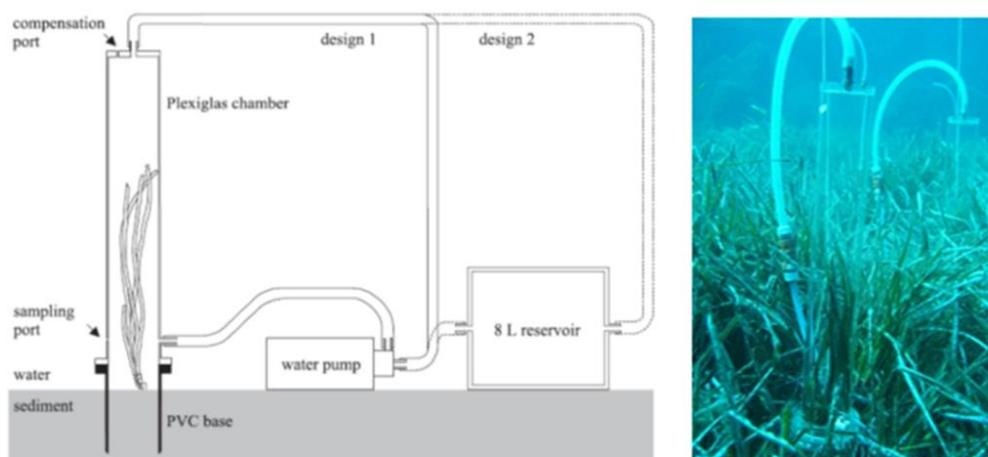 compensation
port
design 1
design 2
Plexiglas chamber
sampling
port
8 L reservoir
water pump
water
sediment
PVC base